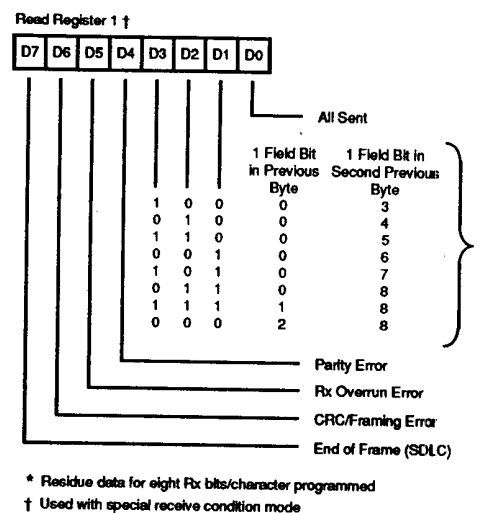 Read Register 1 †
D7 D6 D5 D4 D3 D2 D1 D0
All Sent
1 Field Bit 1 Field Bit in
in Previous Second Previous
Byte Byte
1 0 0 0 3
0 1 0 0 4
1 1 0 0 5
0 0 1 0 6
1 0 1 0 7
0 1 1 0 8
1 1 1 1 8
0 0 0 2 8
Parity Error
Rx Overrun Error
CRC/Framing Error
End of Frame (SDLC)
* Residue data for eight Rx bits/character programmed
† Used with special receive condition mode